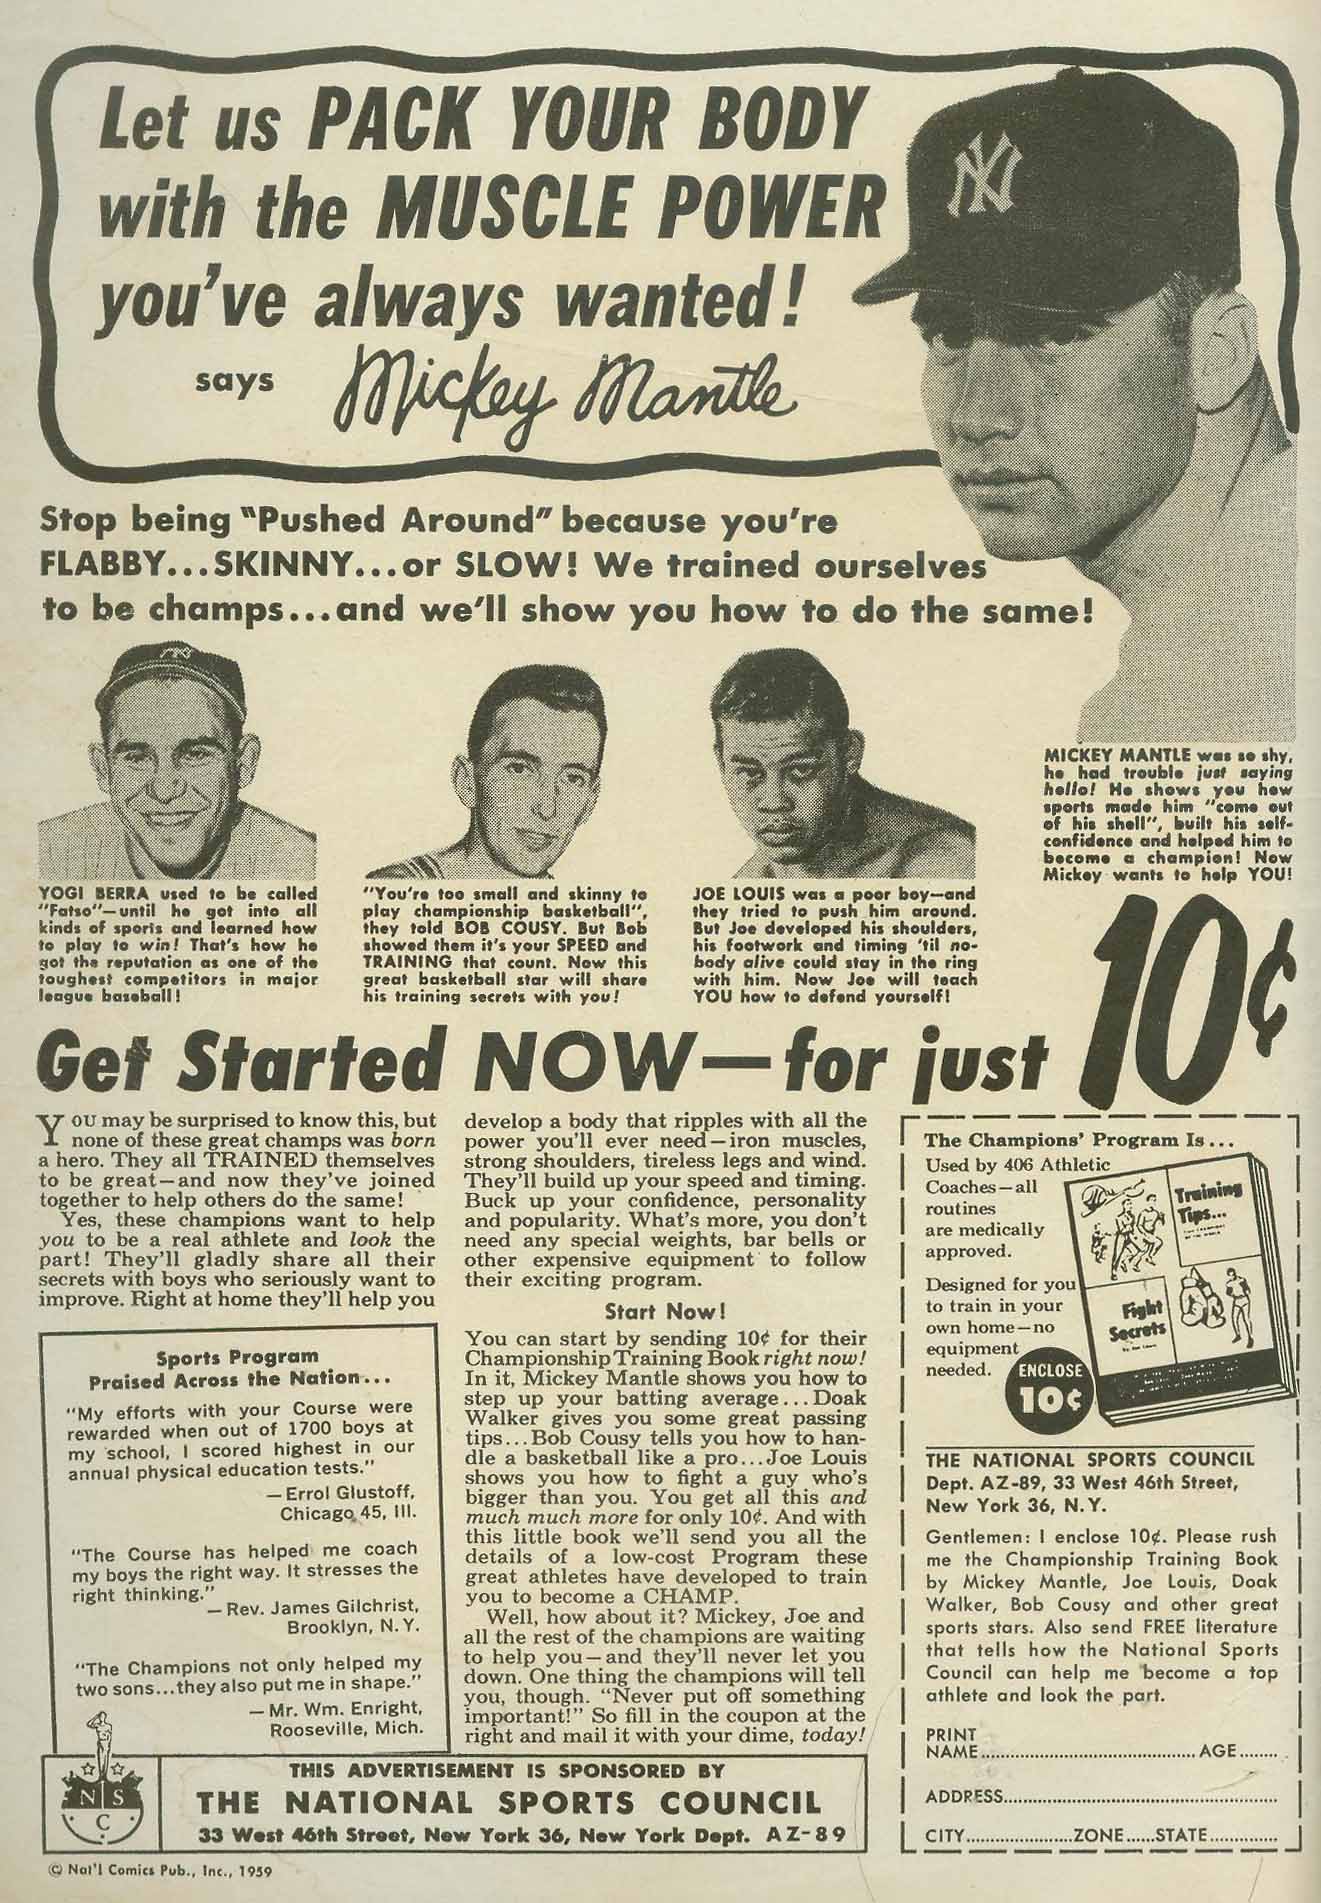 Let us PACK YOUR BODY
with the MUSCLE POWER
you've always wanted!
says Mickey Mantle
NY
Stop being "Pushed Around" because you're
FLABBY...SKINNY...or SLOW! We trained ourselves
to be champs...and we'll show you how to do the same!
YOGI BERRA used to be called
"Fatso"—until he got into all
kinds of sports and learned how
to play to win! That's how he
got the reputation as one of the
toughest competitors in major
league baseball!
"You're too small and skinny to
play championship basketball",
they told BOB COUSY. But Bob
showed them it's your SPEED and
TRAINING that count. Now this
great basketball star will share
his training secrets with you!
JOE LOUIS was a poor boy—and
they tried to push him around.
But Joe developed his shoulders,
his footwork and timing 'til no-
body alive could stay in the ring
with him. Now Joe will teach
YOU how to defend yourself!
MICKEY MANTLE was so shy,
he had trouble just saying
hello! He shows you how
sports made him "come out
of his shell", built his self-
confidence and helped him to
become a champion! Now
Mickey wants to help YOU!
Get Started NOW—for just 10¢
YOU may be surprised to know this, but
none of these great champs was born
a hero. They all TRAINED themselves
to be great—and now they've joined
together to help others do the same!
Yes, these champions want to help
you to be a real athlete and look the
part! They'll gladly share all their
secrets with boys who seriously want to
improve. Right at home they'll help you
develop a body that ripples with all the
power you'll ever need—iron muscles,
strong shoulders, tireless legs and wind.
They'll build up your speed and timing.
Buck up your confidence, personality
and popularity. What's more, you don't
need any special weights, bar bells or
other expensive equipment to follow
their exciting program.
Start Now!
You can start by sending 10¢ for their
Championship Training Book right now!
In it, Mickey Mantle shows you how to
step up your batting average...Doak
Walker gives you some great passing
tips...Bob Cousy tells you how to han-
dle a basketball like a pro...Joe Louis
shows you how to fight a guy who's
bigger than you. You get all this and
much much more for only 10¢. And with
this little book we'll send you all the
details of a low-cost Program these
great athletes have developed to train
you to become a CHAMP.
Well, how about it? Mickey, Joe and
all the rest of the champions are waiting
to help you—and they'll never let you
down. One thing the champions will tell
you, though. "Never put off something
important!" So fill in the coupon at the
right and mail it with your dime, today!
Sports Program
Praised Across the Nation...
"My efforts with your Course were
rewarded when out of 1700 boys at
my school, I scored highest in our
annual physical education tests."
—Errol Glustoff,
Chicago 45, Ill.
"The Course has helped me coach
my boys the right way. It stresses the
right thinking."
—Rev. James Gilchrist,
Brooklyn, N.Y.
"The Champions not only helped my
two sons...they also put me in shape."
—Mr. Wm. Enright,
Rooseville, Mich.
N S
C
THIS ADVERTISEMENT IS SPONSORED BY
THE NATIONAL SPORTS COUNCIL
33 West 46th Street, New York 36, New York Dept. AZ-89
© Nat'l Comics Pub., Inc., 1959
The Champions' Program Is...
Used by 406 Athletic
Coaches—all
routines
are medically
approved.
Designed for you
to train in your
own home—no
equipment
needed.
Training
Tips...
Fight
Secrets
ENCLOSE
10¢
THE NATIONAL SPORTS COUNCIL
Dept. AZ-89, 33 West 46th Street,
New York 36, N.Y.
Gentlemen: I enclose 10¢. Please rush
me the Championship Training Book
by Mickey Mantle, Joe Louis, Doak
Walker, Bob Cousy and other great
sports stars. Also send FREE literature
that tells how the National Sports
Council can help me become a top
athlete and look the part.
PRINT
NAME.......................................AGE........
ADDRESS...................................................
CITY.....................ZONE......STATE..............